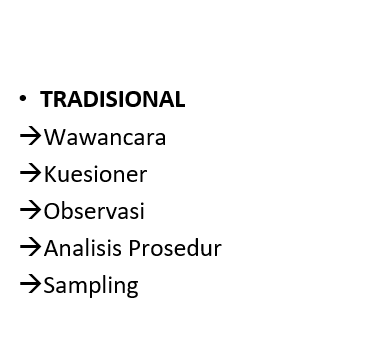 • TRADISIONAL
→Wawancara
→Kuesioner
→Observasi
→Analisis Prosedur
→Sampling